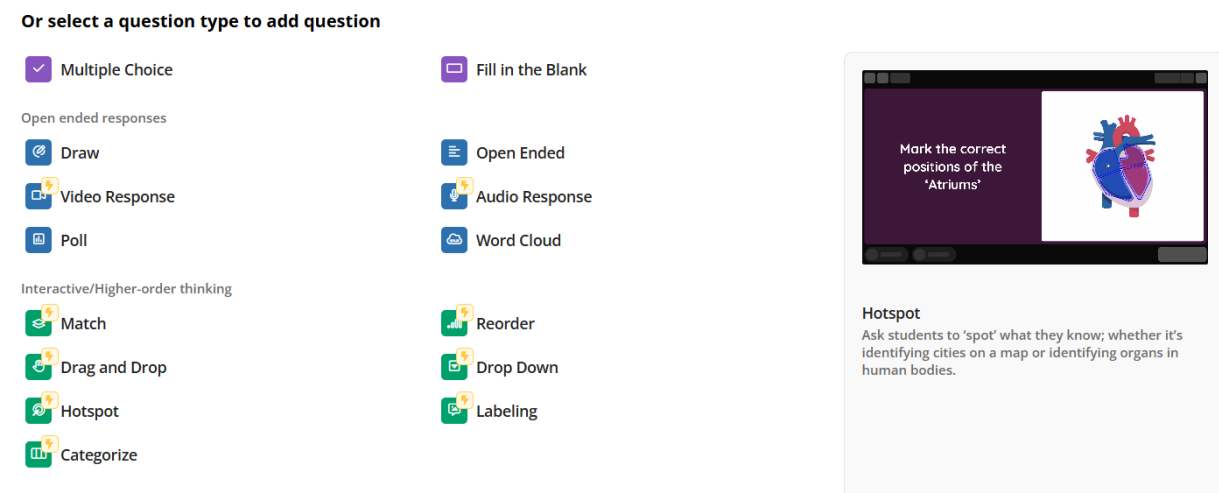 Or select a question type to add question
Multiple Choice
Fill in the Blank
Open ended responses
Draw
Open Ended
Video Response
Audio Response
Poll
Word Cloud
Interactive/Higher-order thinking
Match
Reorder
Drag and Drop
Drop Down
Hotspot
Labeling
Categorize
Mark the correct
positions of the
‘Atriums’
Hotspot
Ask students to ‘spot’ what they know; whether it’s
identifying cities on a map or identifying organs in
human bodies.